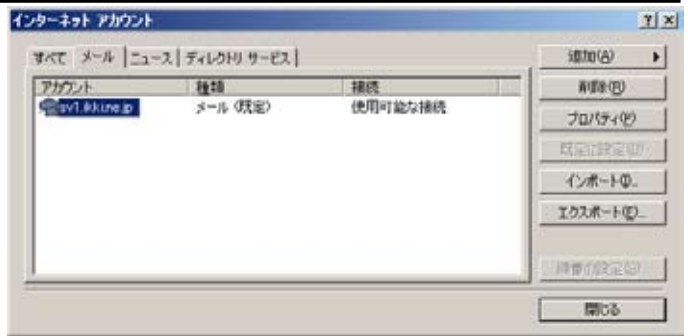 インターネット アカウント
すべて メール ニュース ディレクトリ サービス
アカウント 種類 接続
メール (既定) 使用可能な接続
追加(A)
削除(R)
プロパティ(P)
既定に設定(D)
インポート(I)...
エクスポート(E)...
順番の設定(S)
閉じる